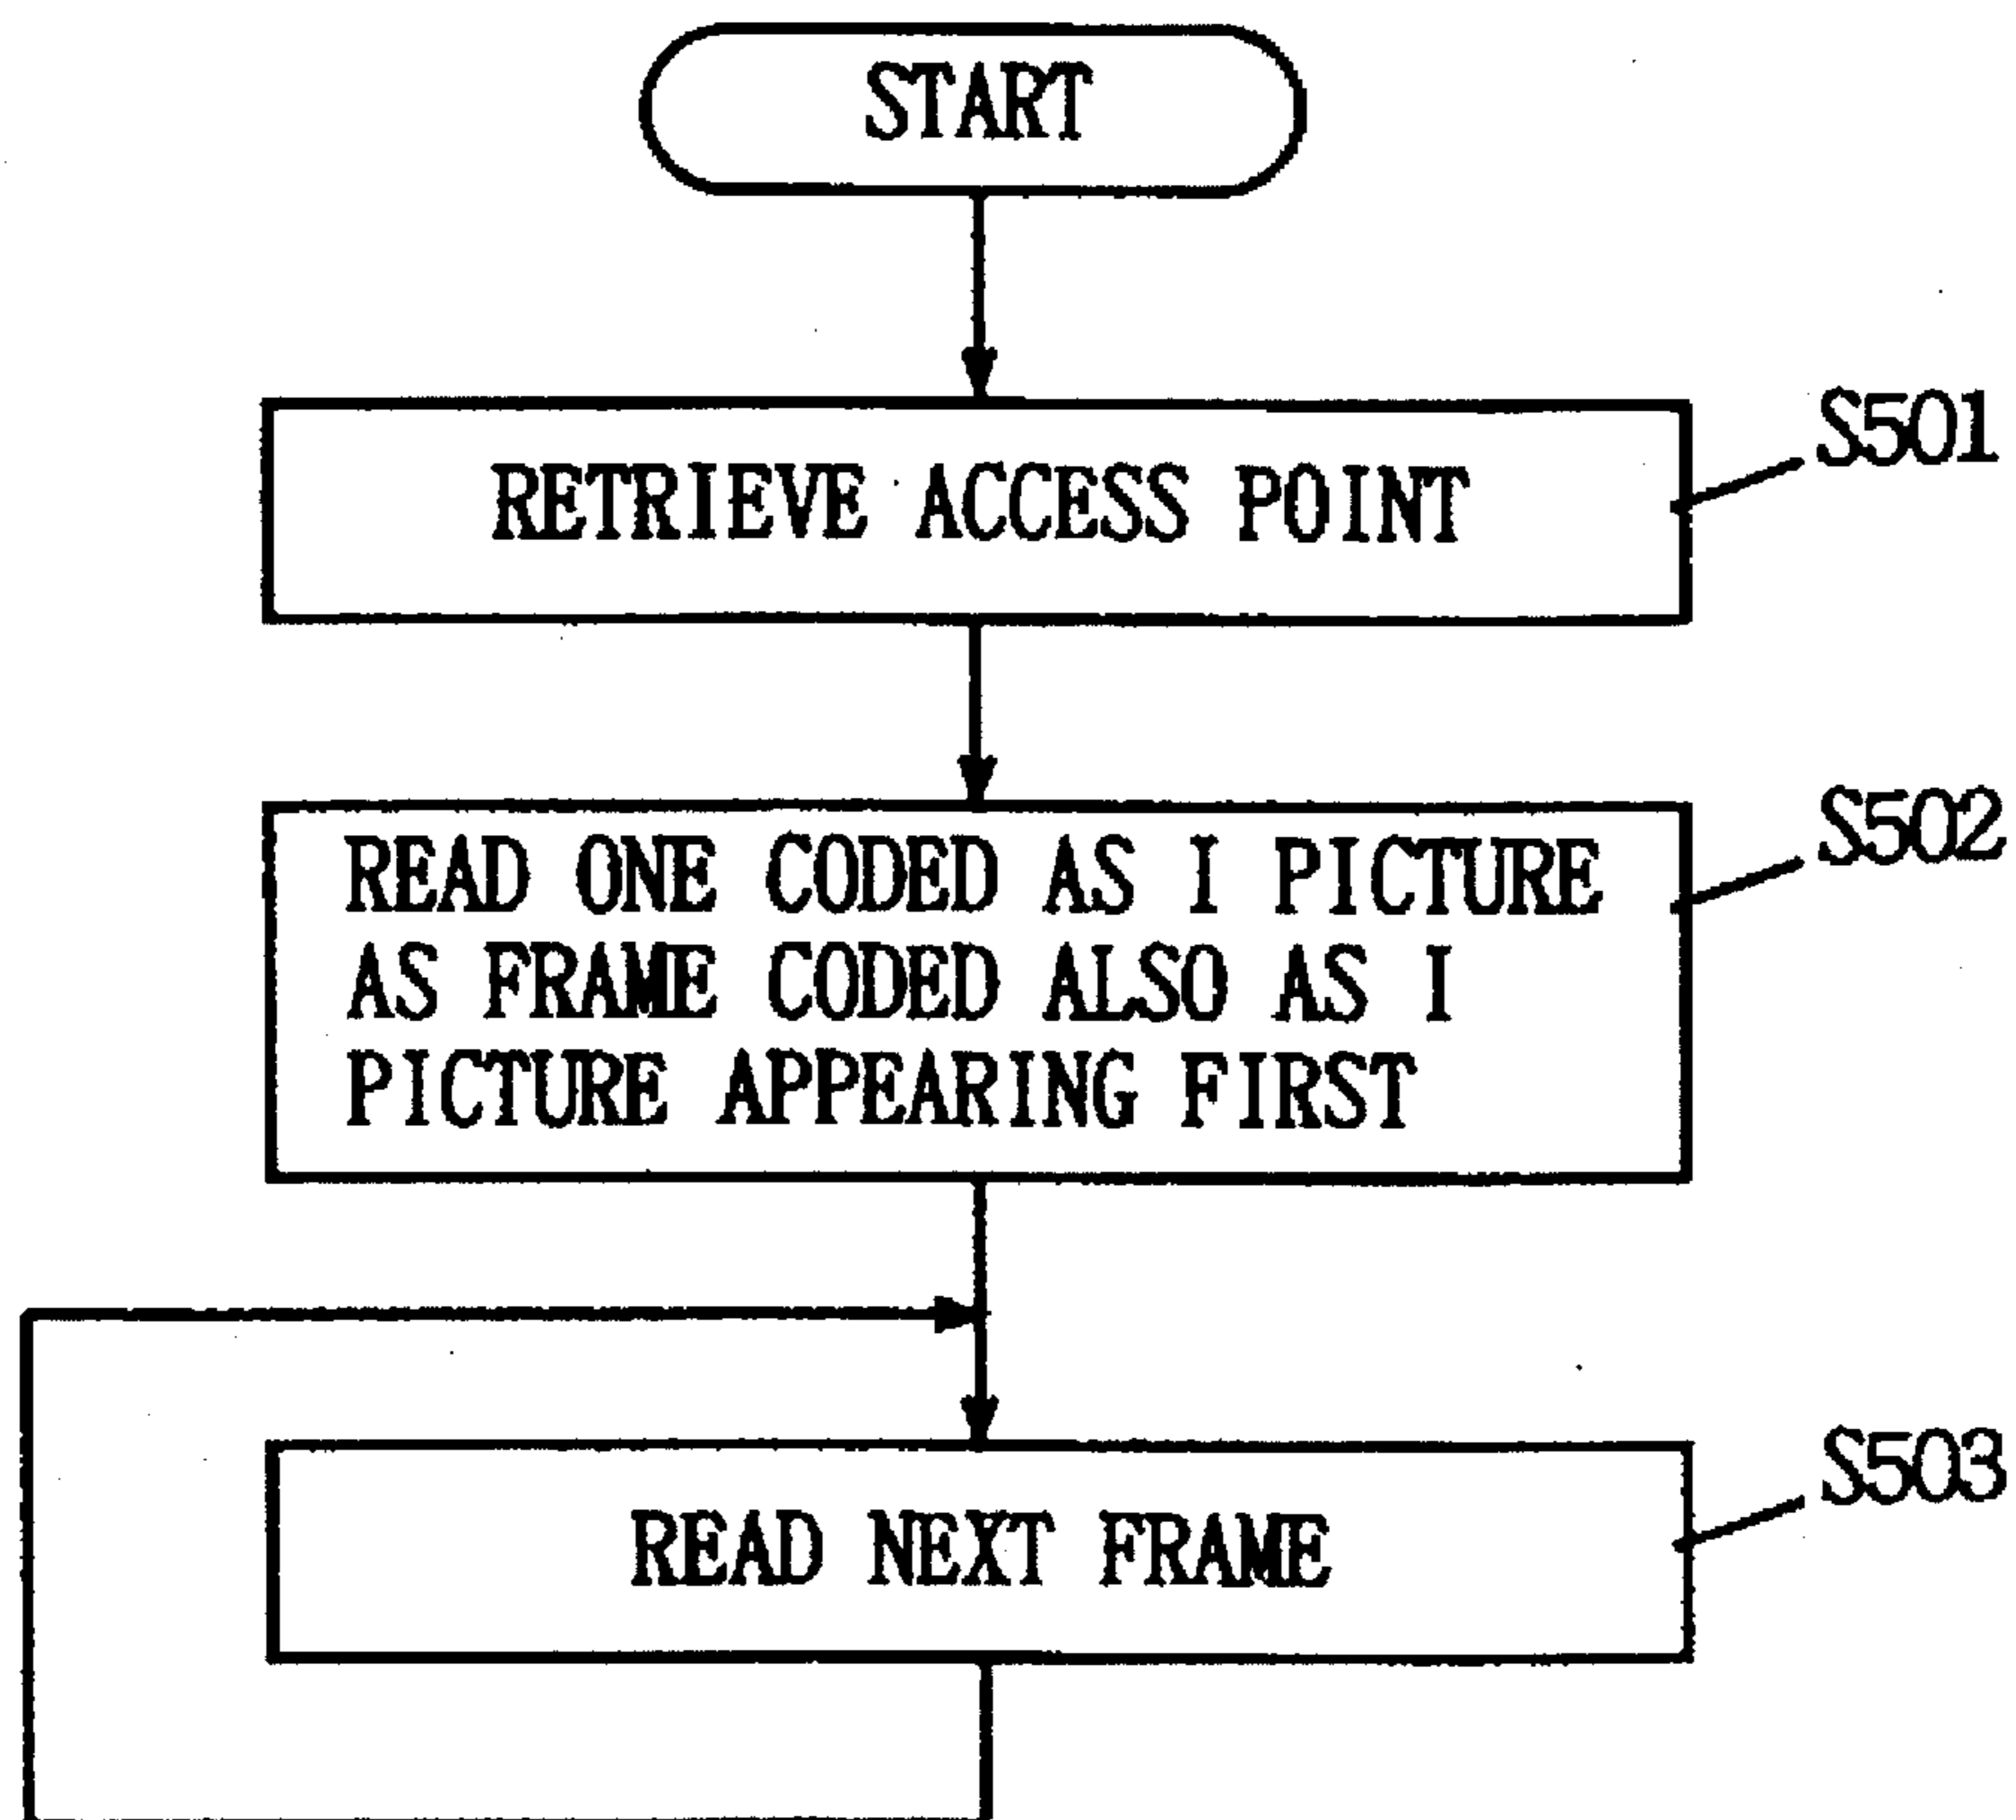 START
RETRIEVE ACCESS POINT
S501
READ ONE CODED AS I PICTURE
AS FRAME CODED ALSO AS I
PICTURE APPEARING FIRST
S502
READ NEXT FRAME
S503